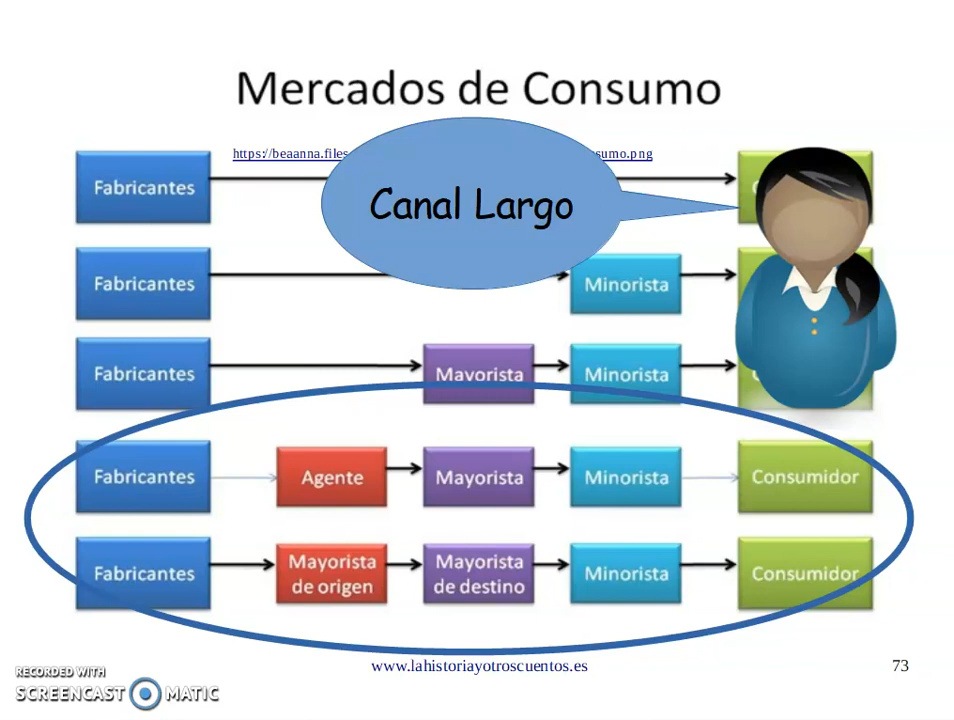 Mercados de Consumo
https://beaanna.files
sumo.png
Canal Largo
Fabricantes
Fabricantes
Minorista
Fabricantes
Mayorista
Minorista
Fabricantes
Agente
Mayorista
Minorista
Consumidor
Fabricantes
Mayorista
de origen
Mayorista
de destino
Minorista
Consumidor
www.lahistoriayotroscuentos.es
73
RECORDED WITH
SCREENCAST MATIC